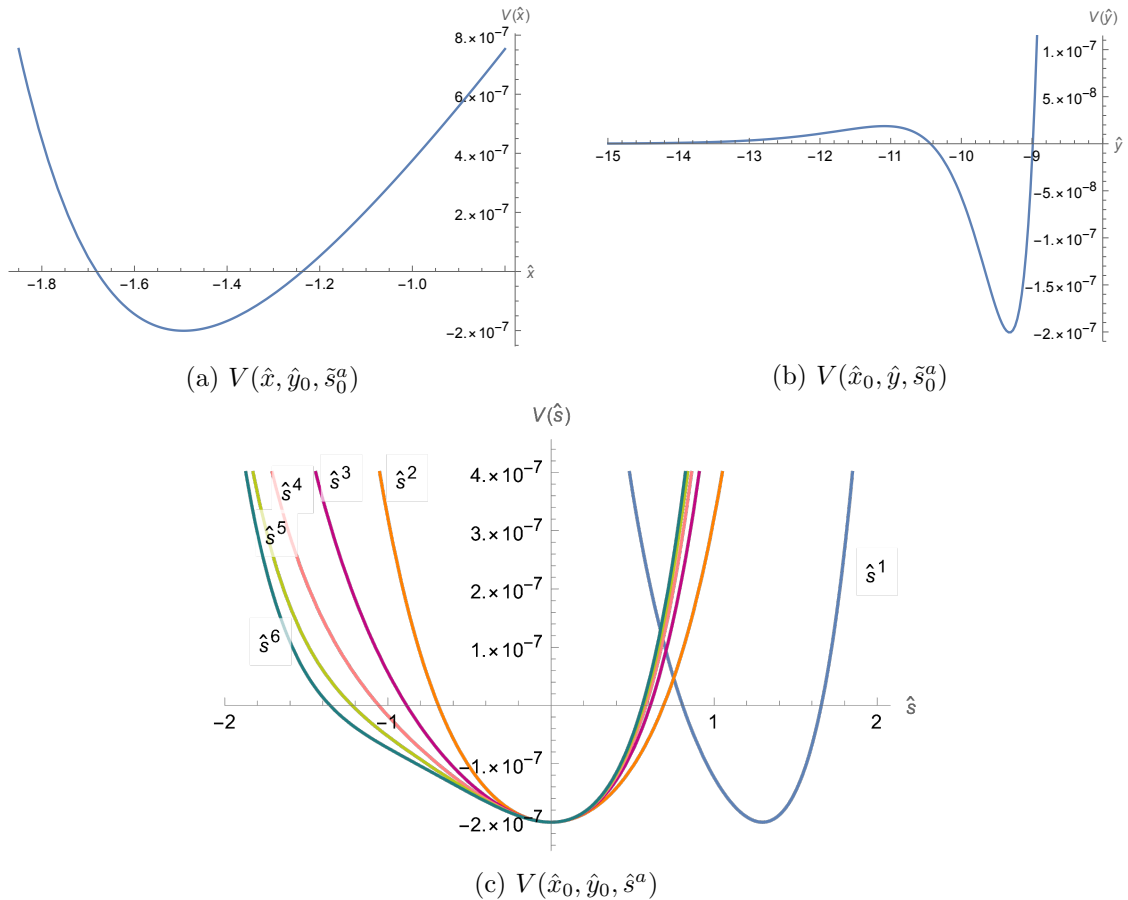 V(x̂)
8.×10⁻⁷
6.×10⁻⁷
4.×10⁻⁷
2.×10⁻⁷
-2.×10⁻⁷
-1.8 -1.6 -1.4 -1.2 -1.0 x̂
(a) V(x̂, ŷ₀, s̃₀ᵃ)
V(ŷ)
1.×10⁻⁷
5.×10⁻⁸
-5.×10⁻⁸
-1.×10⁻⁷
-1.5×10⁻⁷
-2.×10⁻⁷
-15 -14 -13 -12 -11 -10 -9 ŷ
(b) V(x̂₀, ŷ, s̃₀ᵃ)
V(ŝ)
4.×10⁻⁷
3.×10⁻⁷
2.×10⁻⁷
1.×10⁻⁷
-1.×10⁻⁷
-2.×10⁻⁷
ŝ⁴ ŝ³ ŝ²
ŝ⁵
ŝ¹
ŝ⁶
-2 -1 1 2 ŝ
(c) V(x̂₀, ŷ₀, ŝᵃ)